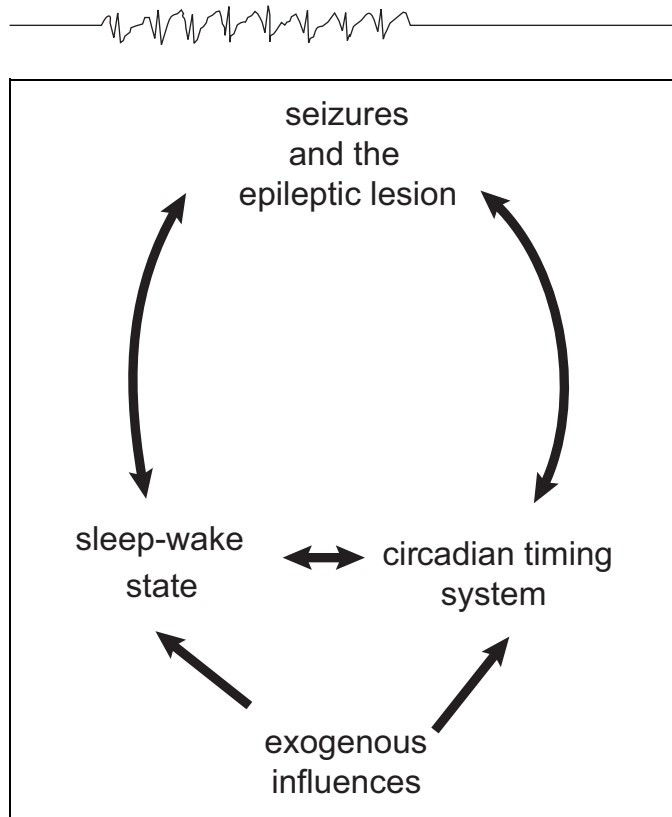 seizures
and the
epileptic lesion
sleep-wake
state
circadian timing
system
exogenous
influences